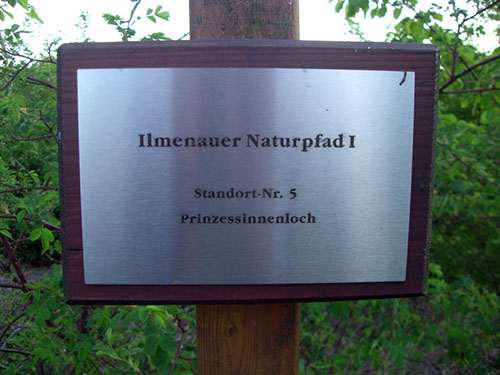 Ilmenauer Naturpfad I
Standort-Nr. 5
Prinzessinnenloch